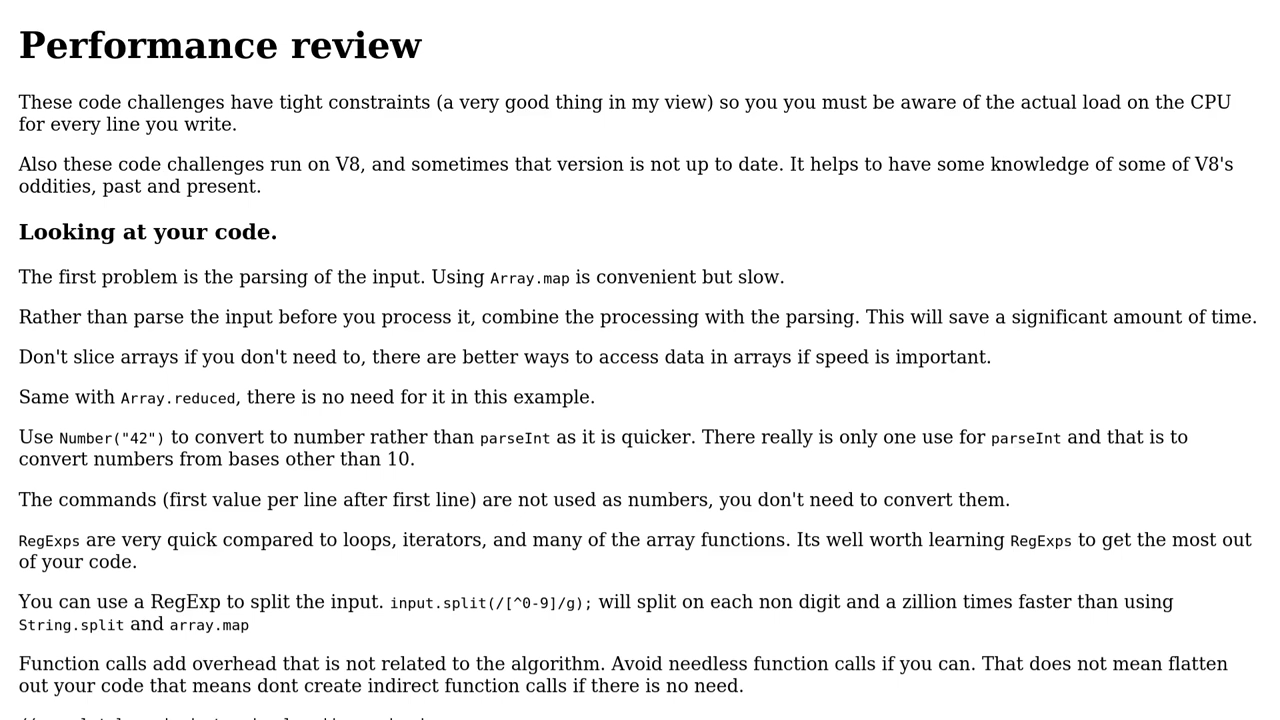 Performance review
These code challenges have tight constraints (a very good thing in my view) so you you must be aware of the actual load on the CPU
for every line you write.
Also these code challenges run on V8, and sometimes that version is not up to date. It helps to have some knowledge of some of V8's
oddities, past and present.
Looking at your code.
The first problem is the parsing of the input. Using Array.map is convenient but slow.
Rather than parse the input before you process it, combine the processing with the parsing. This will save a significant amount of time.
Don't slice arrays if you don't need to, there are better ways to access data in arrays if speed is important.
Same with Array.reduced, there is no need for it in this example.
Use Number("42") to convert to number rather than parseInt as it is quicker. There really is only one use for parseInt and that is to
convert numbers from bases other than 10.
The commands (first value per line after first line) are not used as numbers, you don't need to convert them.
RegExps are very quick compared to loops, iterators, and many of the array functions. Its well worth learning RegExps to get the most out
of your code.
You can use a RegExp to split the input. input.split(/[^0-9]/g); will split on each non digit and a zillion times faster than using
String.split and array.map
Function calls add overhead that is not related to the algorithm. Avoid needless function calls if you can. That does not mean flatten
out your code that means dont create indirect function calls if there is no need.